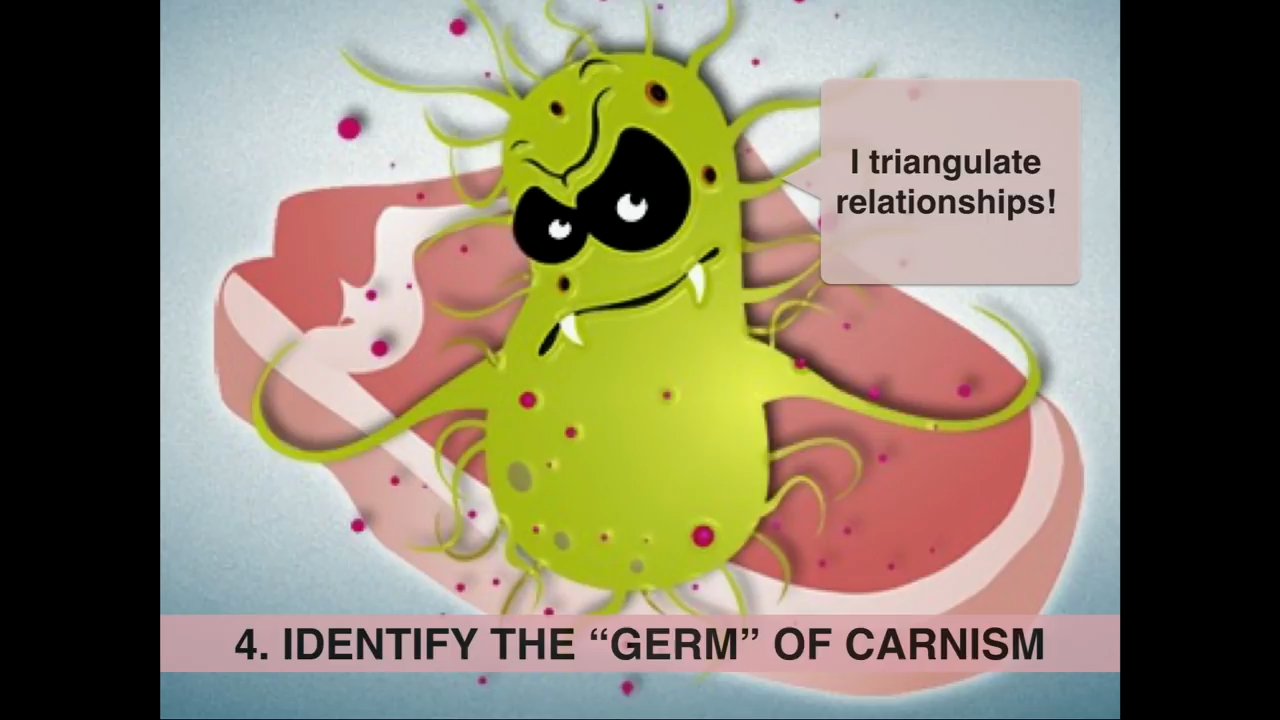 I triangulate
relationships!
4. IDENTIFY THE “GERM” OF CARNISM